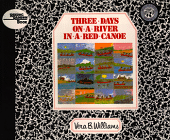 THREE·DAYS
ON·A·RIVER
IN·A·RED·CANOE
Vera B. Williams